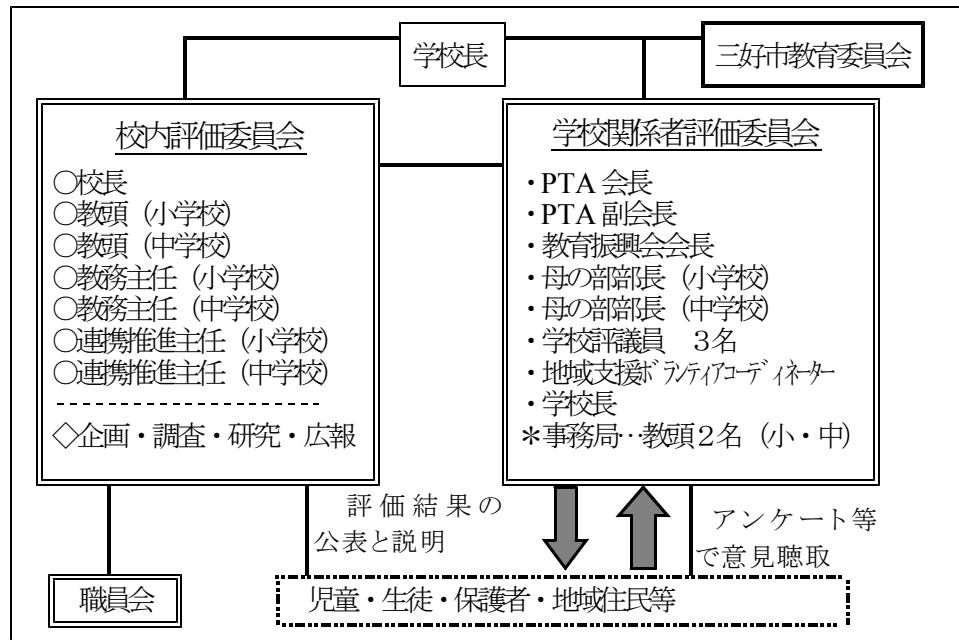 学校長
三好市教育委員会
校内評価委員会
○校長
○教頭（小学校）
○教頭（中学校）
○教務主任（小学校）
○教務主任（中学校）
○連携推進主任（小学校）
○連携推進主任（中学校）
◇企画・調査・研究・広報
学校関係者評価委員会
・PTA 会長
・PTA 副会長
・教育振興会会長
・母の部部長（小学校）
・母の部部長（中学校）
・学校評議員　３名
・地域支援ﾎﾞﾗﾝﾃｨｱｺｰﾃﾞｨﾈｰﾀｰ
・学校長
＊事務局…教頭２名（小・中）
評価結果の
公表と説明
アンケート等
で意見聴取
職員会
児童・生徒・保護者・地域住民等